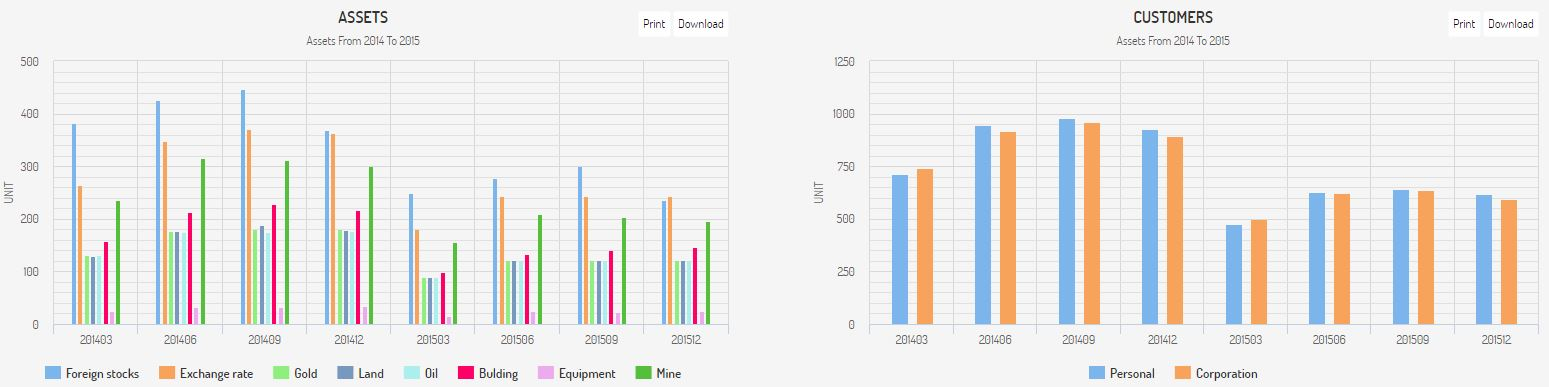 ASSETS
Print Download
Assets From 2014 To 2015
500
400
300
200
100
0
UNIT
201403 201406 201409 201412 201503 201506 201509 201512
Foreign stocks Exchange rate Gold Land Oil Bulding Equipment Mine
CUSTOMERS
Print Download
Assets From 2014 To 2015
1250
1000
750
500
250
0
UNIT
201403 201406 201409 201412 201503 201506 201509 201512
Personal Corporation